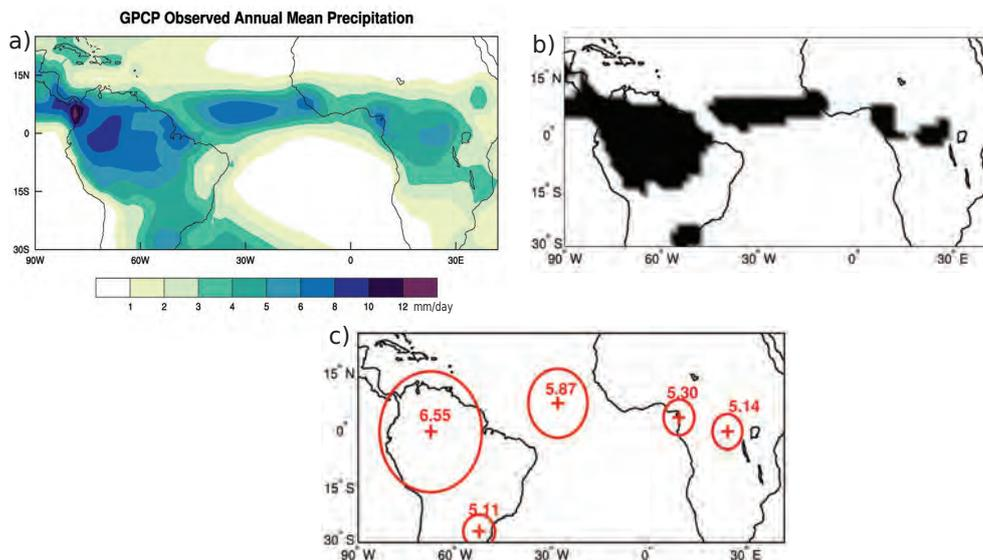 GPCP Observed Annual Mean Precipitation
a)
15N
0
15S
30S
90W 60W 30W 0 30E
1 2 3 4 5 6 8 10 12 mm/day
b)
15° N
0°
15° S
30° S
90° W 60° W 30° W 0° 30° E
c)
15° N
0°
15° S
30° S
90° W 60° W 30° W 0° 30° E
6.55
5.87
5.30
5.14
5.11